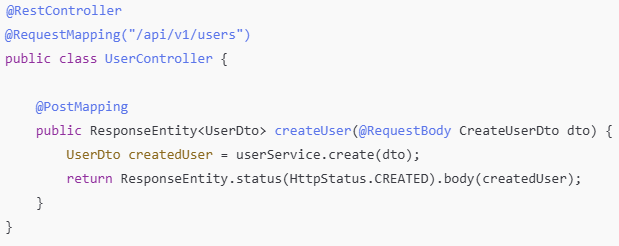 @RestController
@RequestMapping("/api/v1/users")
public class UserController {

    @PostMapping
    public ResponseEntity<UserDto> createUser(@RequestBody CreateUserDto dto) {
        UserDto createdUser = userService.create(dto);
        return ResponseEntity.status(HttpStatus.CREATED).body(createdUser);
    }
}